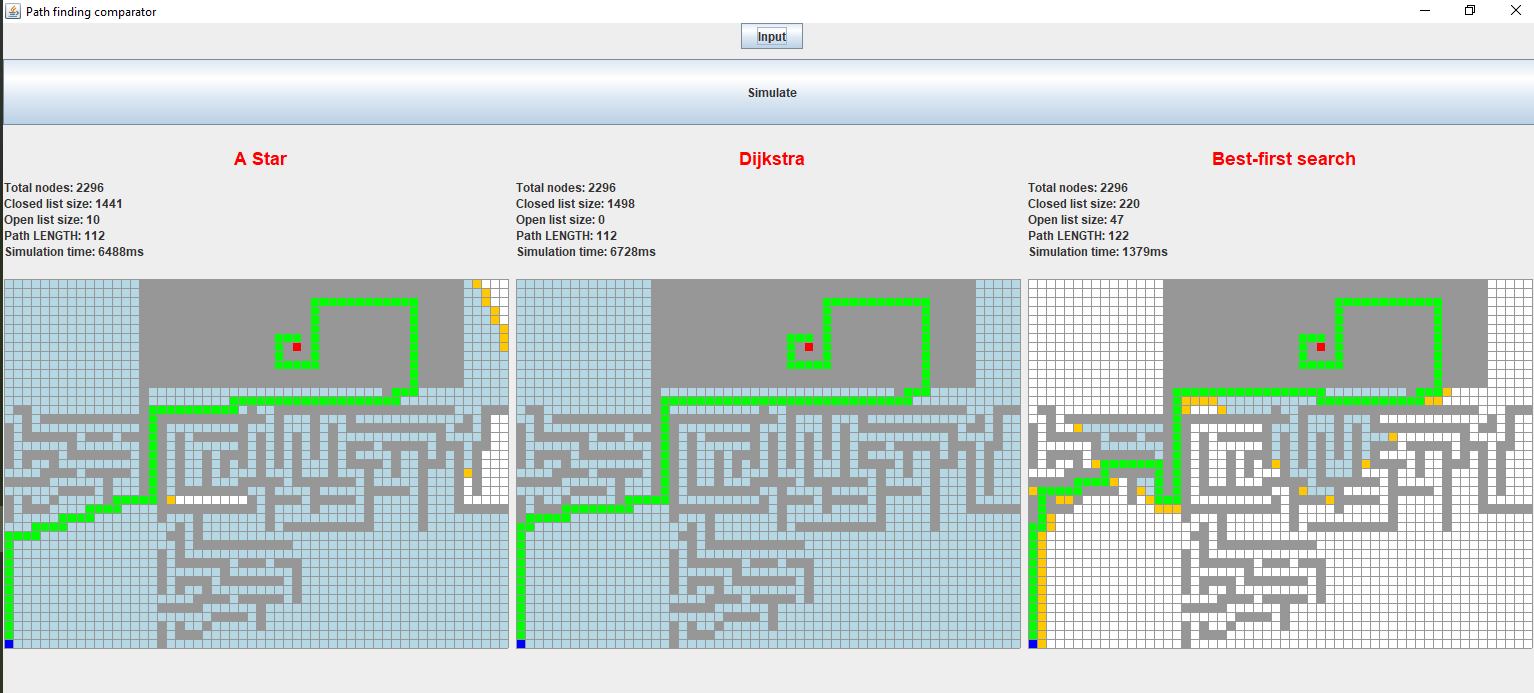 Path finding comparator
Input
Simulate
A Star
Total nodes: 2296
Closed list size: 1441
Open list size: 10
Path LENGTH: 112
Simulation time: 6488ms
Dijkstra
Total nodes: 2296
Closed list size: 1498
Open list size: 0
Path LENGTH: 112
Simulation time: 6728ms
Best-first search
Total nodes: 2296
Closed list size: 220
Open list size: 47
Path LENGTH: 122
Simulation time: 1379ms